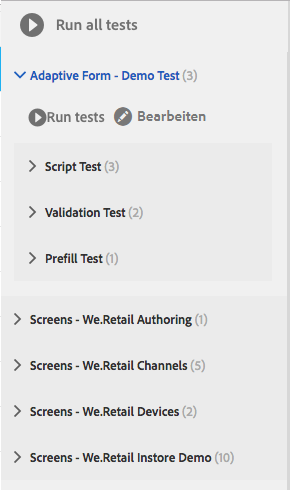 Run all tests
Adaptive Form - Demo Test (3)
Run tests Bearbeiten
Script Test (3)
Validation Test (2)
Prefill Test (1)
Screens - We.Retail Authoring (1)
Screens - We.Retail Channels (5)
Screens - We.Retail Devices (2)
Screens - We.Retail Instore Demo (10)